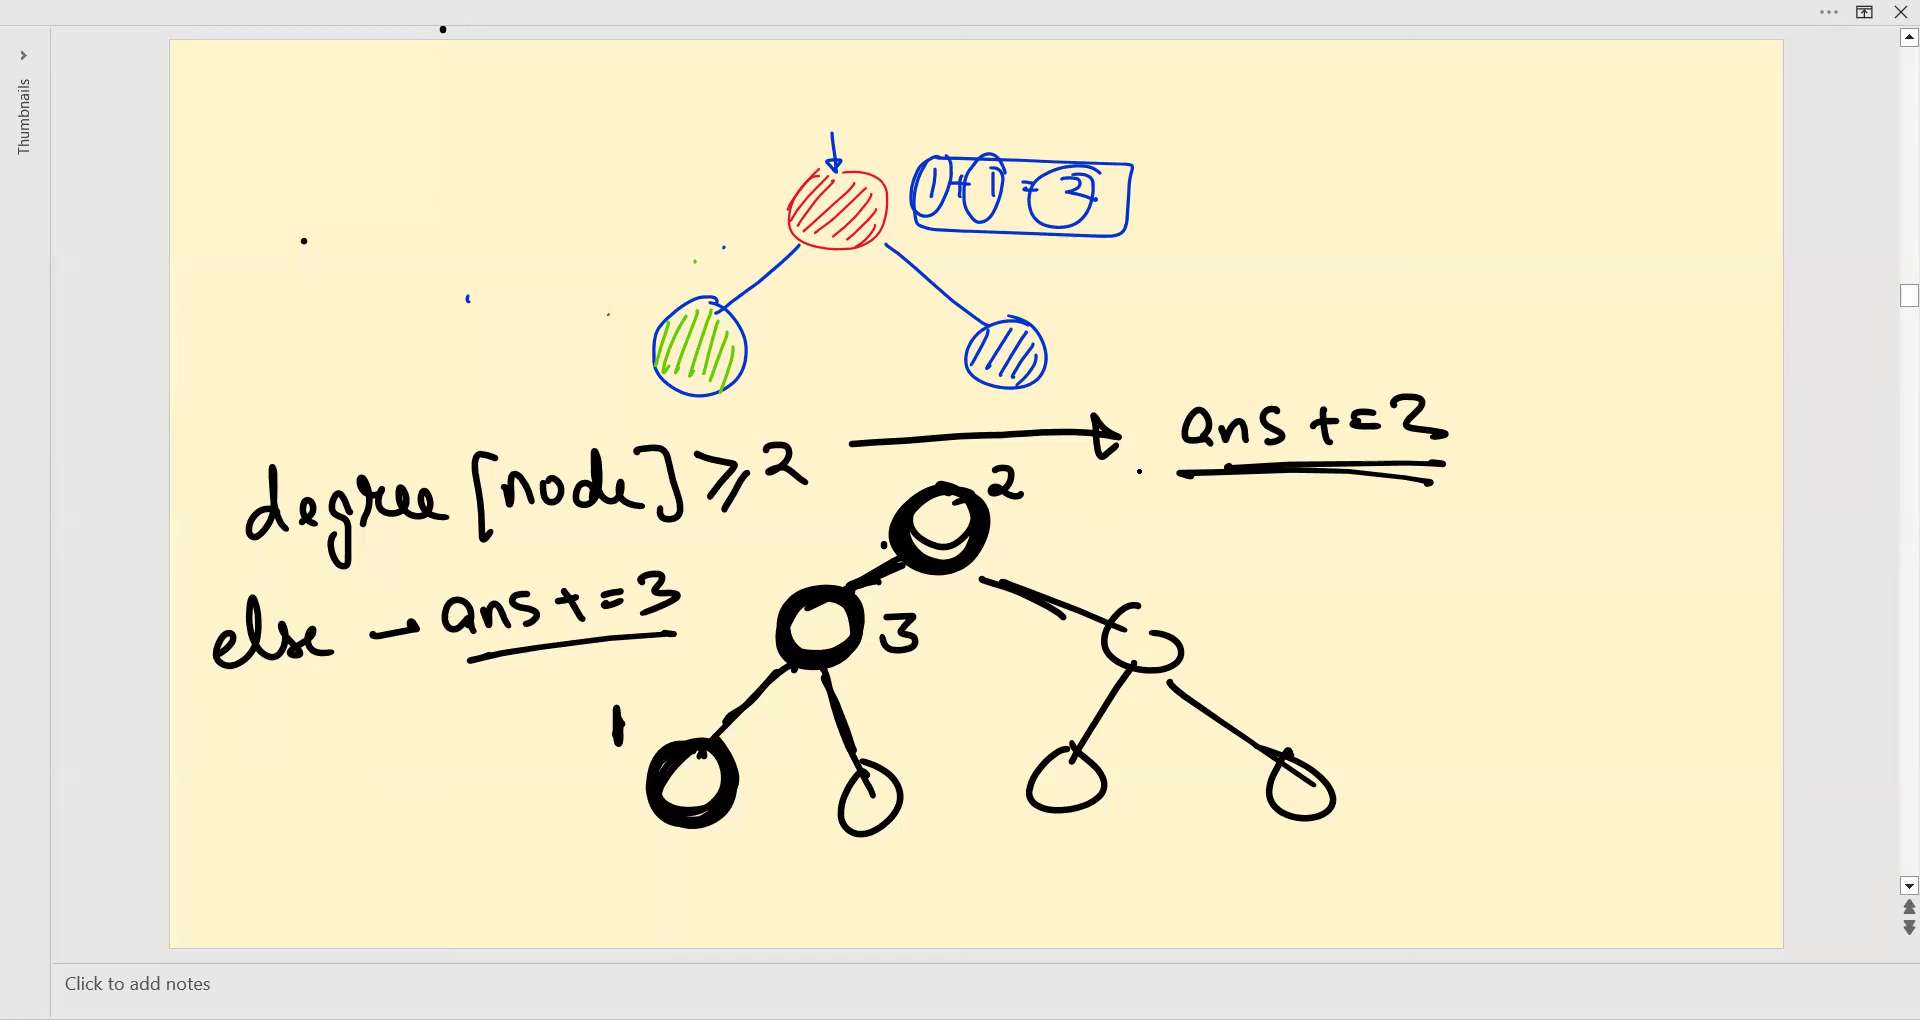 Thumbnails
1 + 1 = 2
ans += 2
degree [node] ⩾ 2
2
else → ans += 3
3
1
Click to add notes